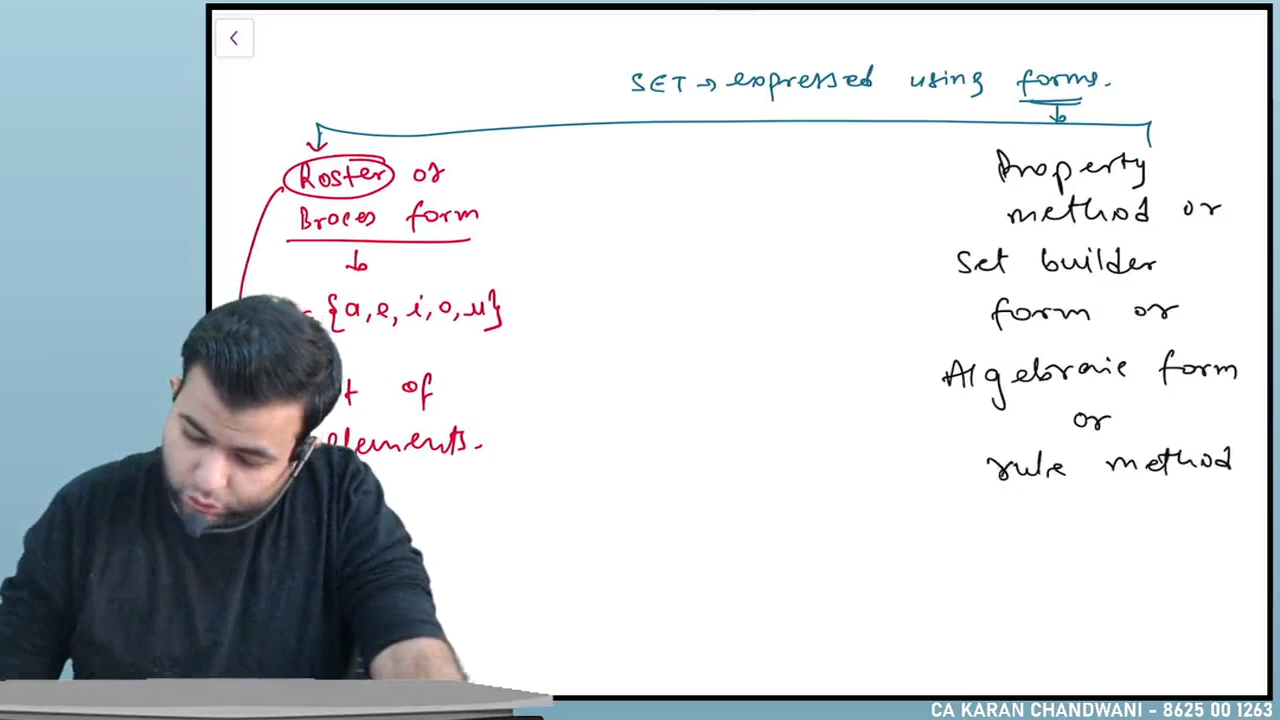 SET → expressed using forms.
Roster or
Braces form
{a, e, i, o, u}
of
elements.
Property
method or
Set builder
form or
Algebraic form
or
rule method
CA KARAN CHANDWANI - 8625 00 1263